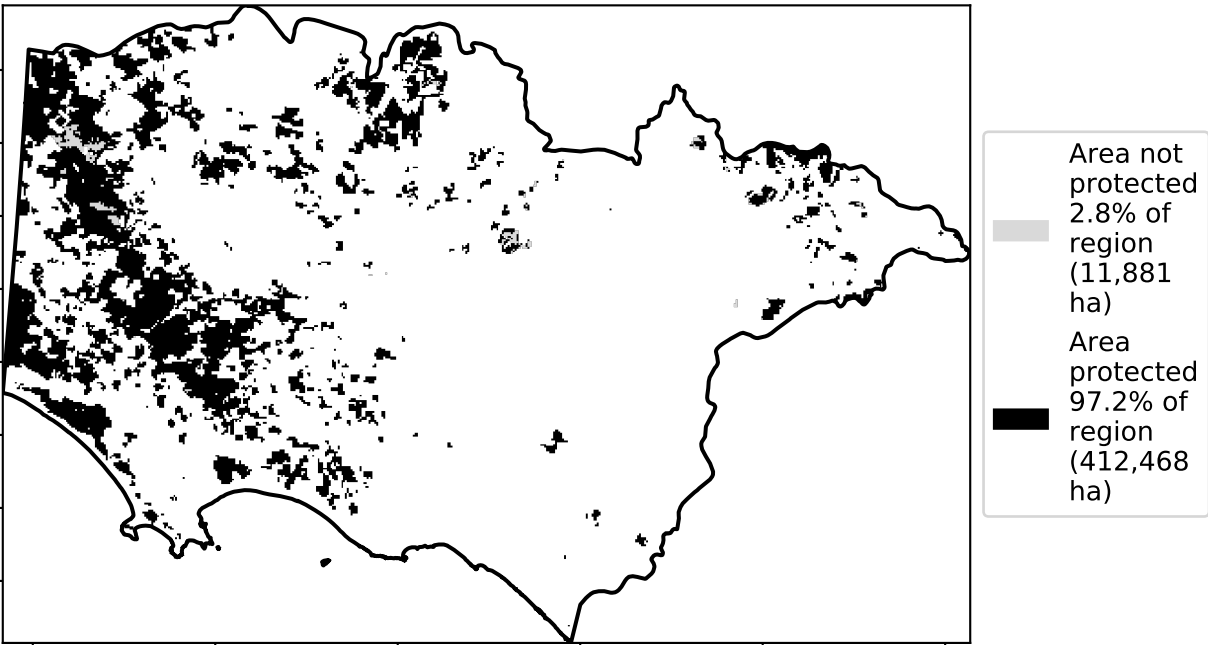 Area not
protected
2.8% of
region
(11,881
ha)
Area
protected
97.2% of
region
(412,468
ha)